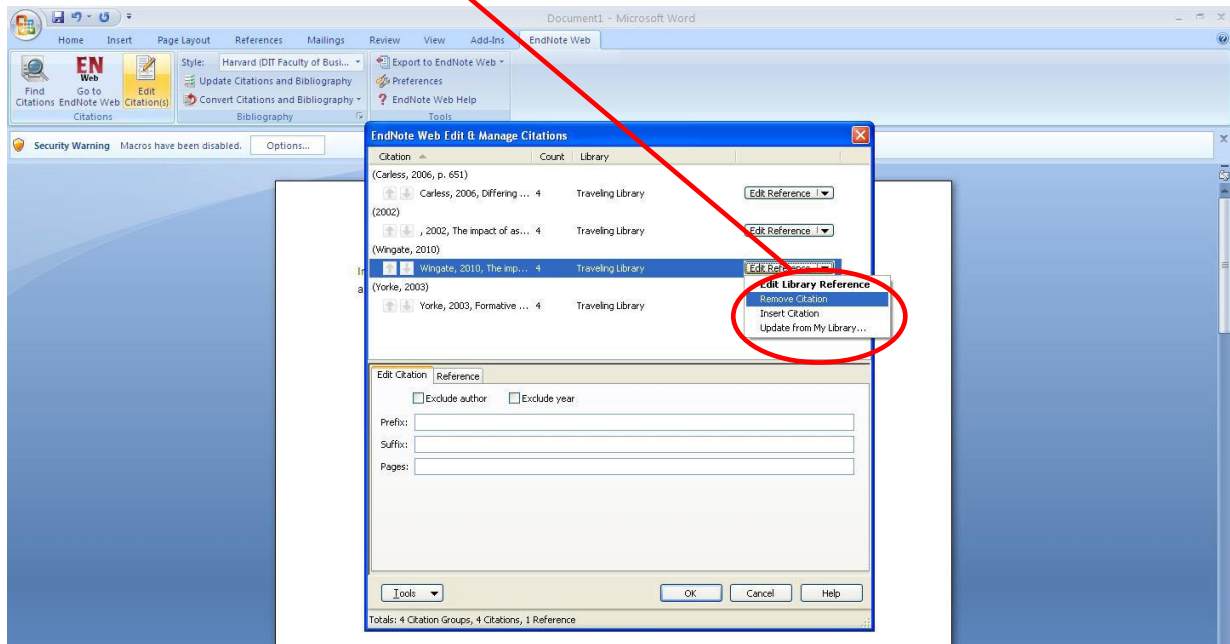 Document1 - Microsoft Word
Home Insert Page Layout References Mailings Review View Add-Ins EndNote Web
Find Citations
EN Web
Go to EndNote Web
Edit Citation(s)
Citations
Style: Harvard (DIT Faculty of Busi...
Update Citations and Bibliography
Convert Citations and Bibliography
Bibliography
Export to EndNote Web
Preferences
? EndNote Web Help
Tools
Security Warning Macros have been disabled. Options...
EndNote Web Edit & Manage Citations
Citation Count Library
(Carless, 2006, p. 651)
Carless, 2006, Differing ... 4 Traveling Library Edit Reference
(2002)
, 2002, The impact of as... 4 Traveling Library Edit Reference
(Wingate, 2010)
Wingate, 2010, The imp... 4 Traveling Library Edit Reference
(Yorke, 2003)
Yorke, 2003, Formative ... 4 Traveling Library
Edit Library Reference
Remove Citation
Insert Citation
Update from My Library...
Edit Citation Reference
Exclude author Exclude year
Prefix:
Suffix:
Pages:
Tools OK Cancel Help
Totals: 4 Citation Groups, 4 Citations, 1 Reference